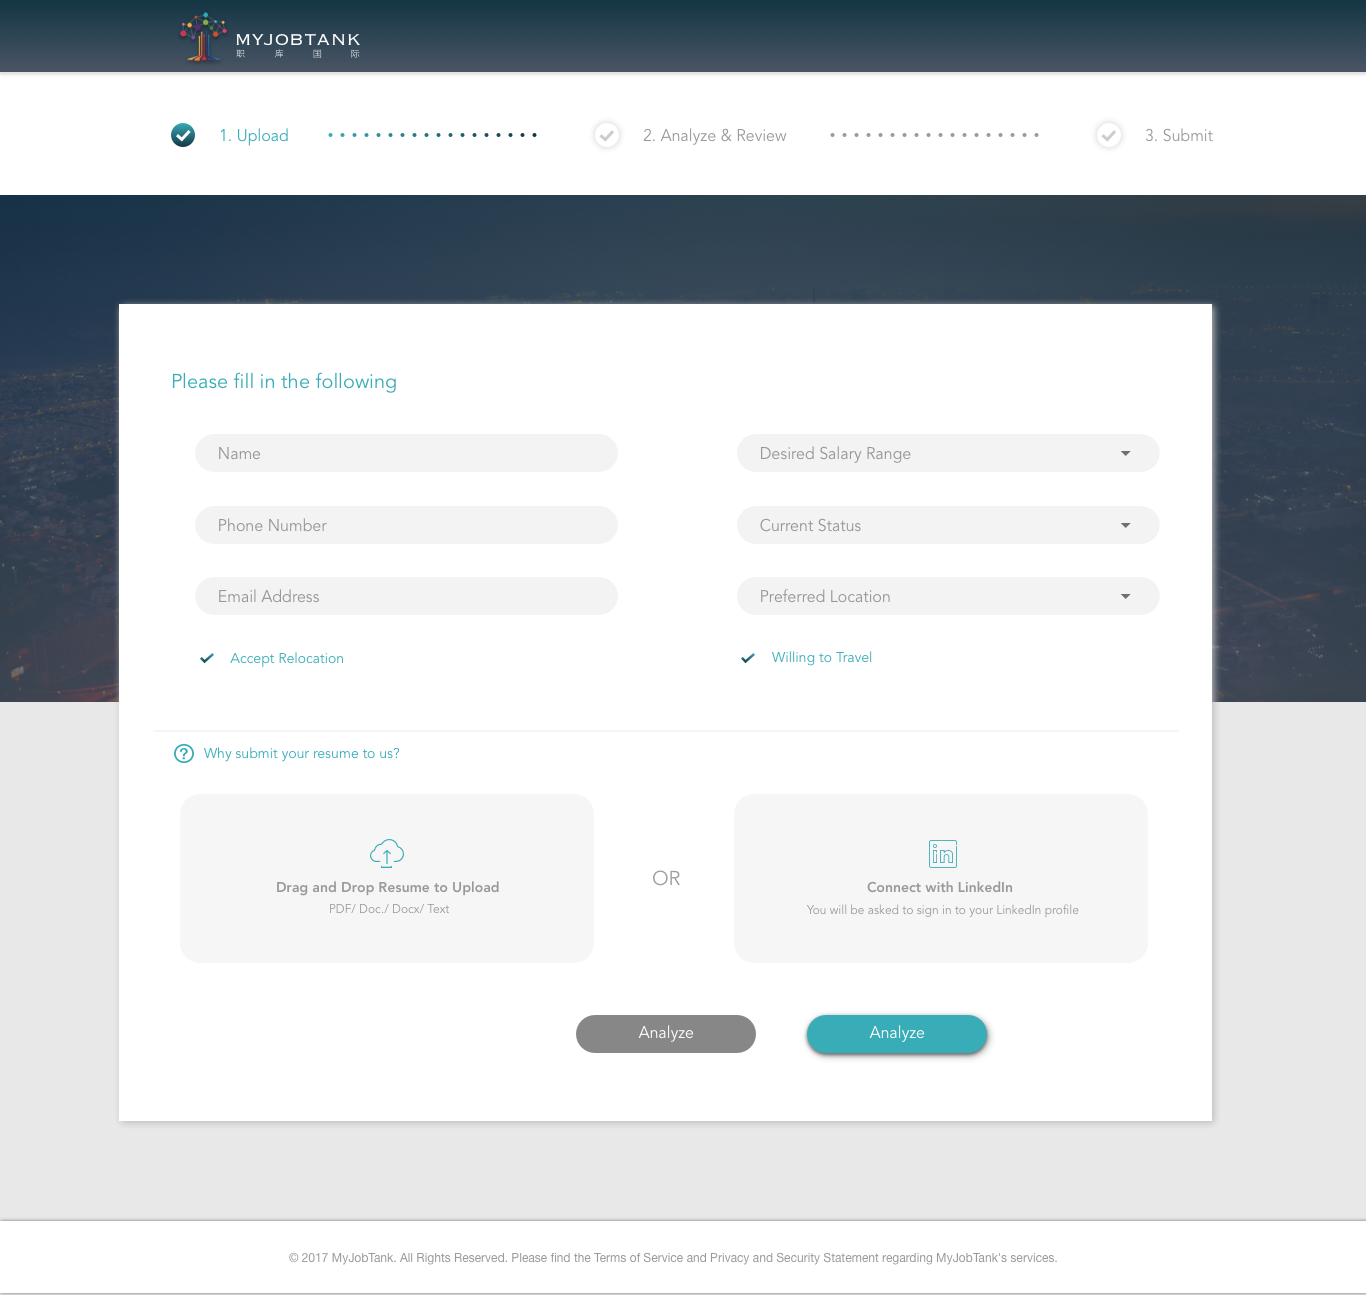 MYJOBTANK
职库国际
1. Upload
2. Analyze & Review
3. Submit
Please fill in the following
Name
Desired Salary Range
Phone Number
Current Status
Email Address
Preferred Location
Accept Relocation
Willing to Travel
? Why submit your resume to us?
in
Drag and Drop Resume to Upload
PDF/ Doc./ Docx/ Text
OR
Connect with LinkedIn
You will be asked to sign in to your LinkedIn profile
Analyze
Analyze
© 2017 MyJobTank. All Rights Reserved. Please find the Terms of Service and Privacy and Security Statement regarding MyJobTank's services.